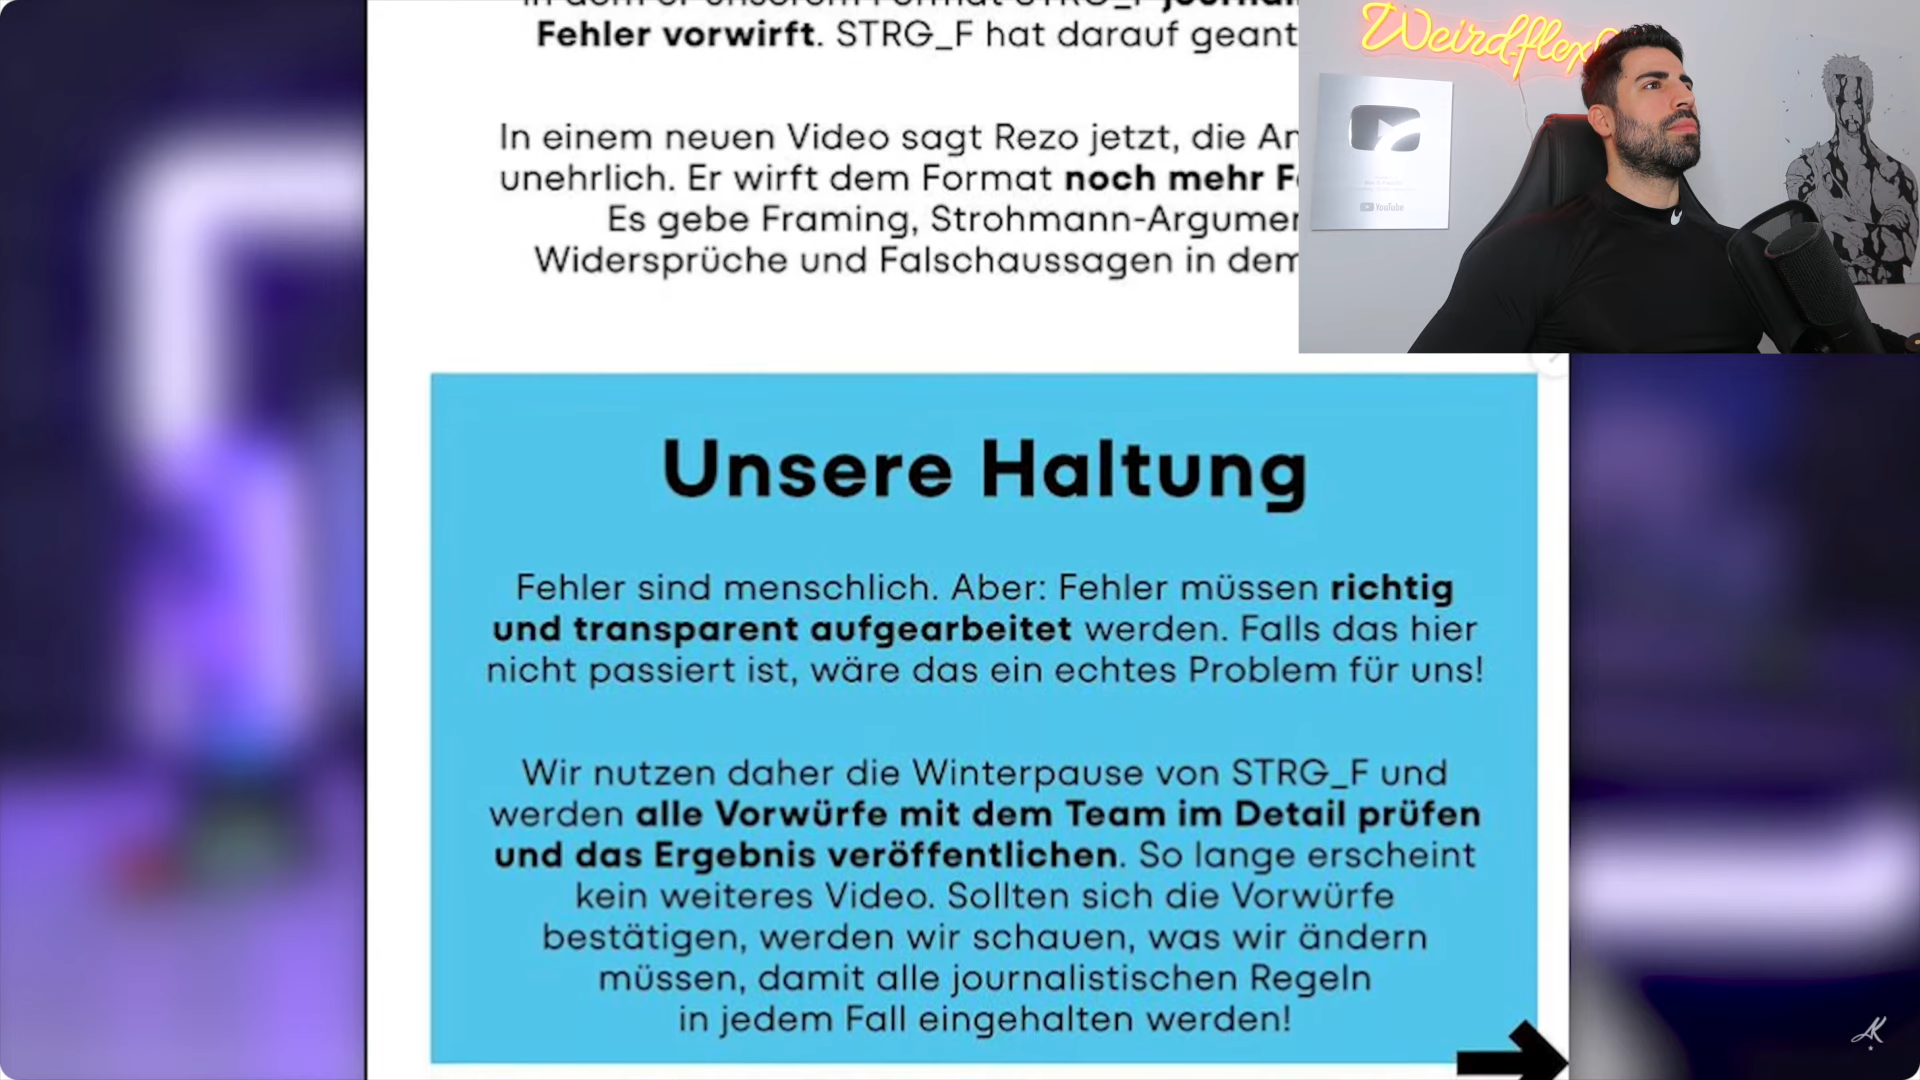 Fehler vorwirft. STRG_F hat darauf
In einem neuen Video sagt Rezo jetzt, die
unehrlich. Er wirft dem Format noch mehr
Es gebe Framing,
Widersprüche und Falschaussagen in dem
Weirdflex
YouTube
Unsere Haltung
Fehler sind menschlich. Aber: Fehler müssen richtig
und transparent aufgearbeitet werden. Falls das hier
nicht passiert ist, wäre das ein echtes Problem für uns!
Wir nutzen daher die Winterpause von STRG_F und
werden alle Vorwürfe mit dem Team im Detail prüfen
und das Ergebnis veröffentlichen. So lange erscheint
kein weiteres Video. Sollten sich die Vorwürfe
bestätigen, werden wir schauen, was wir ändern
müssen, damit alle journalistischen Regeln
in jedem Fall eingehalten werden!
AK